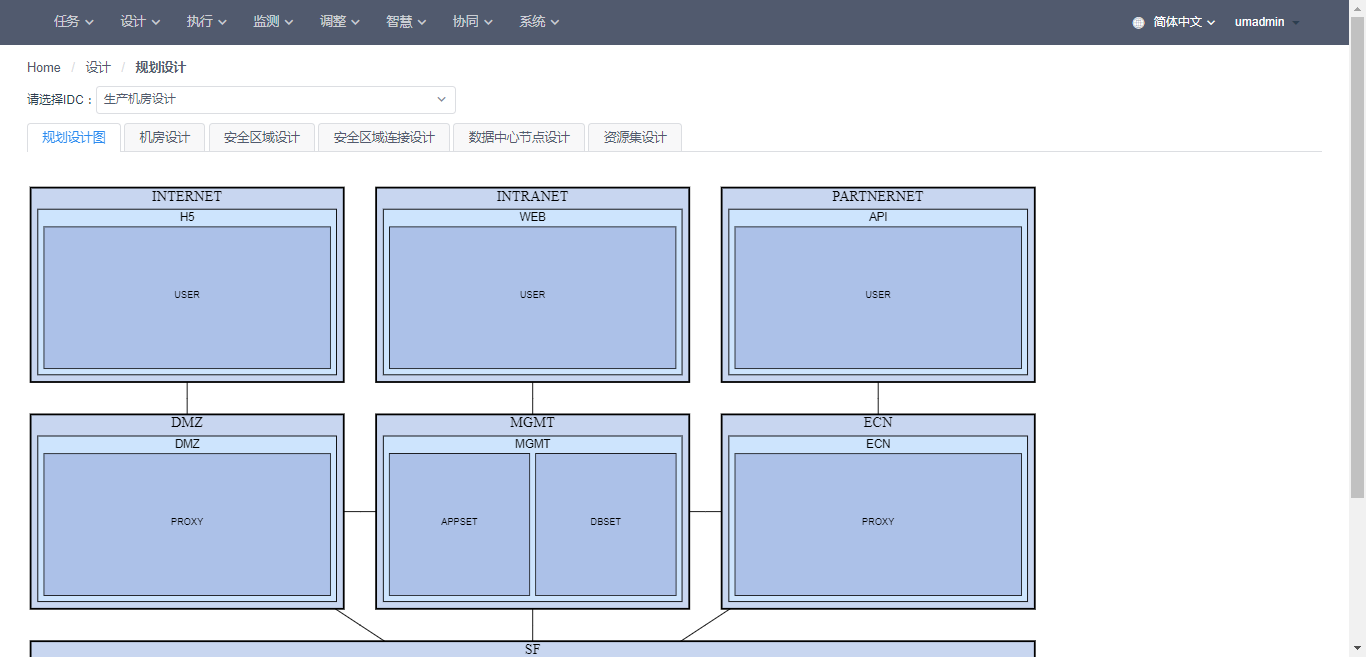 任务 设计 执行 监测 调整 智慧 协同 系统 简体中文 umadmin
Home / 设计 / 规划设计
请选择IDC： 生产机房设计
规划设计图 机房设计 安全区域设计 安全区域连接设计 数据中心节点设计 资源集设计
INTERNET INTRANET PARTNERNET
H5 WEB API
USER USER USER
DMZ MGMT ECN
DMZ MGMT ECN
PROXY APPSET DBSET PROXY
SF